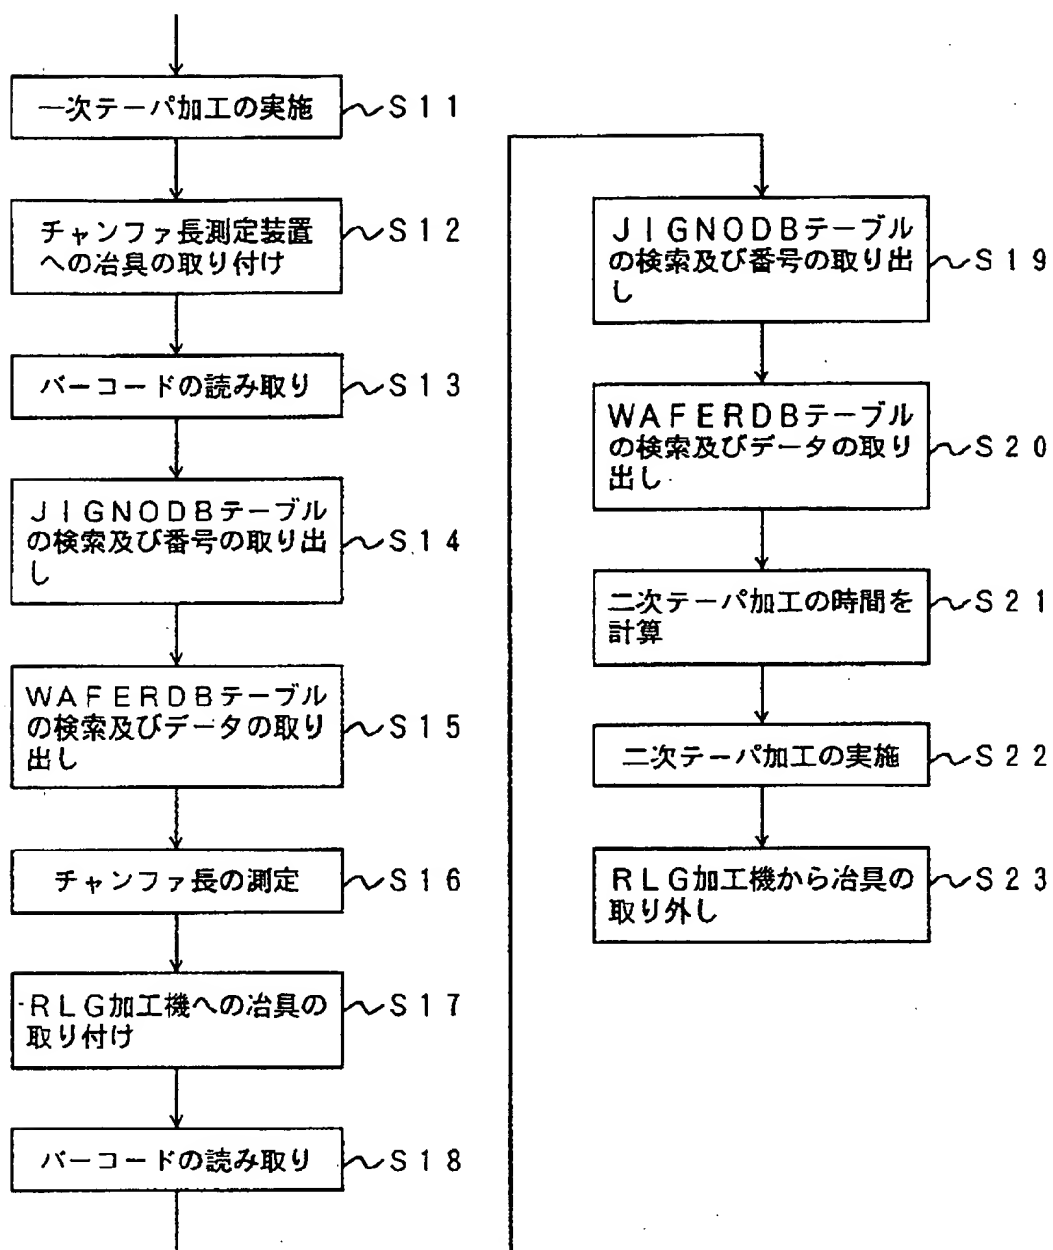 一次テーパ加工の実施
S11
チャンファ長測定装置
への冶具の取り付け
S12
バーコードの読み取り
S13
JIGNODBテーブル
の検索及び番号の取り出
し
S14
WAFERDBテーブル
の検索及びデータの取り
出し
S15
チャンファ長の測定
S16
RLG加工機への冶具の
取り付け
S17
バーコードの読み取り
S18
JIGNODBテーブル
の検索及び番号の取り出
し
S19
WAFERDBテーブル
の検索及びデータの取り
出し
S20
二次テーパ加工の時間を
計算
S21
二次テーパ加工の実施
S22
RLG加工機から冶具の
取り外し
S23